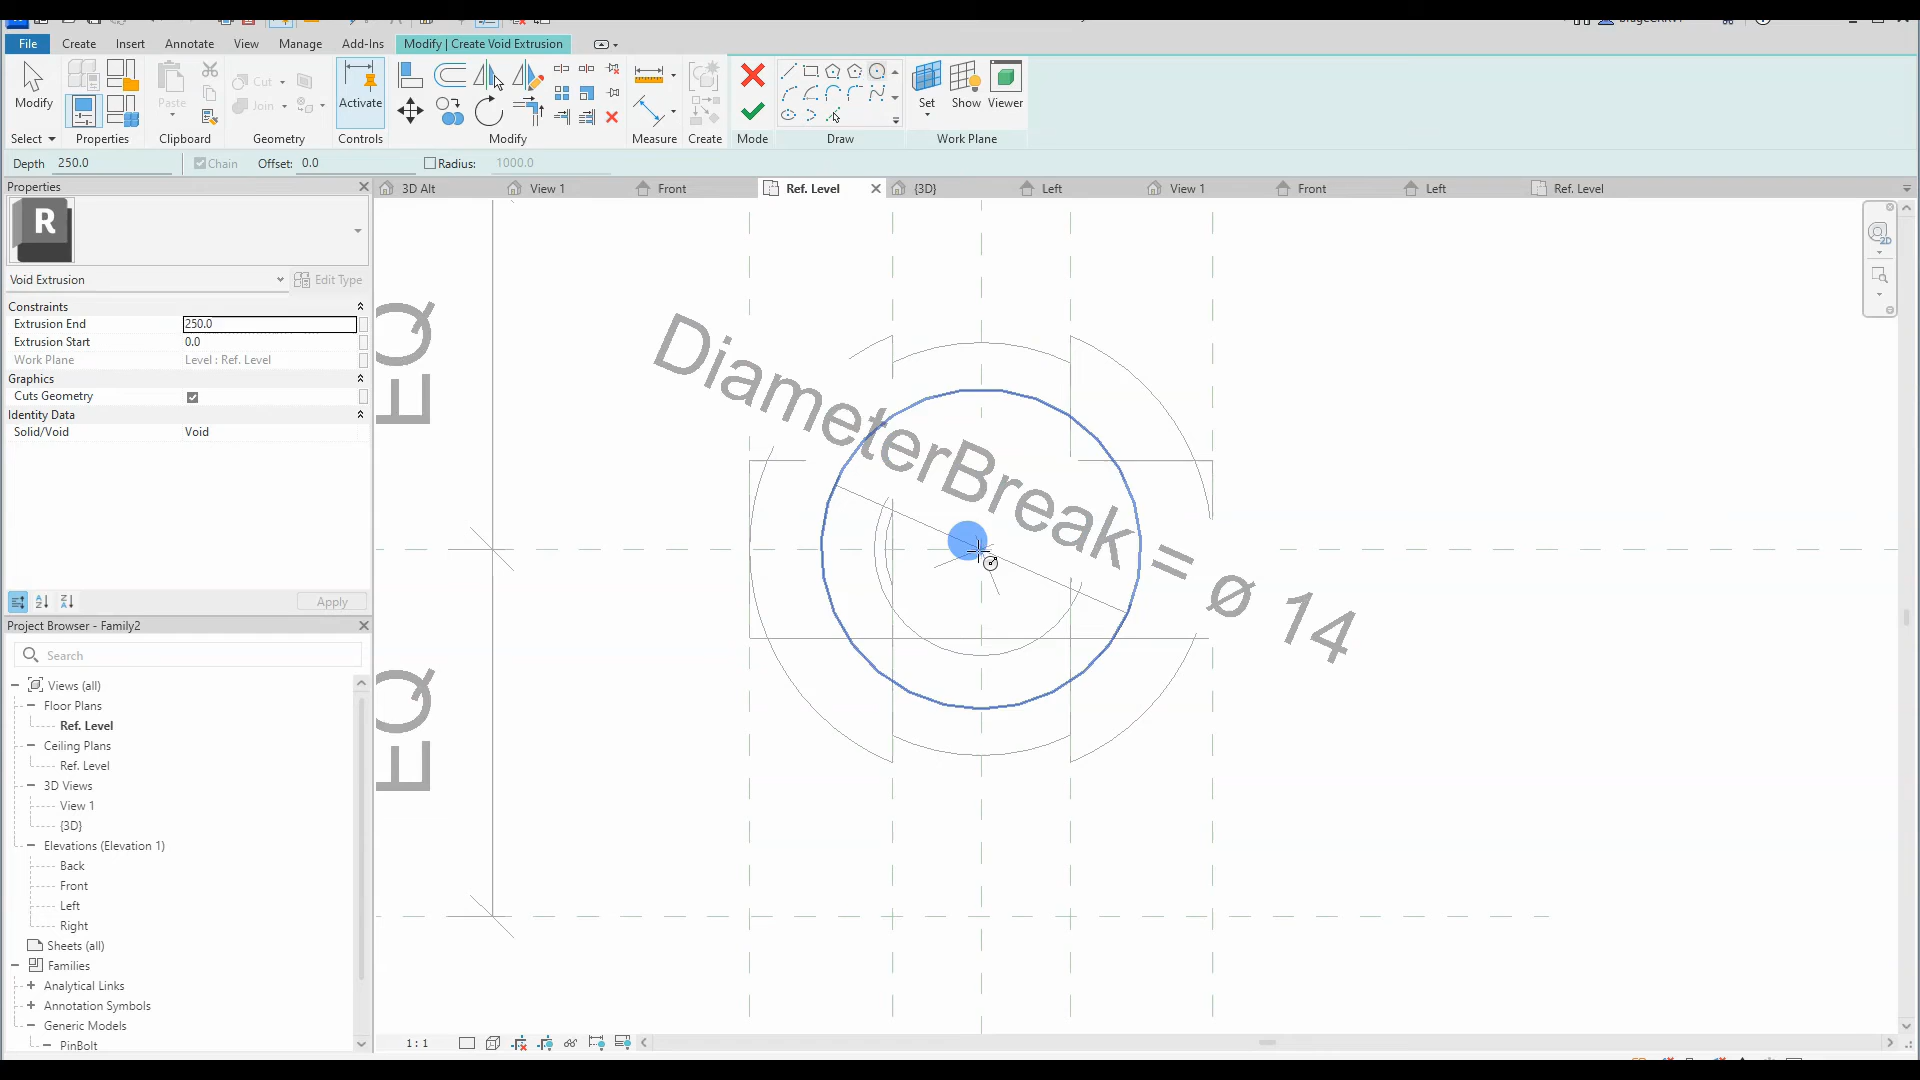 File Create Insert Annotate View Manage Add-Ins Modify | Create Void Extrusion
Modify Paste Cut Join Activate Create Set Show Viewer
Select Properties Clipboard Geometry Controls Modify Measure Create Mode Draw Work Plane
Depth 250.0 Chain Offset: 0.0 Radius: 1000.0
Properties
3D Alt View 1 Front Ref. Level {3D} Left View 1 Front Left Ref. Level
R
Void Extrusion Edit Type
Constraints
Extrusion End 250.0
Extrusion Start 0.0
Work Plane Level : Ref. Level
Graphics
Cuts Geometry
Identity Data
Solid/Void Void
Apply
Project Browser - Family2
Search
Views (all)
Floor Plans
Ref. Level
Ceiling Plans
Ref. Level
3D Views
View 1
{3D}
Elevations (Elevation 1)
Back
Front
Left
Right
Sheets (all)
Families
Analytical Links
Annotation Symbols
Generic Models
PinBolt
EQ
EQ
DiameterBreak = ø 14
2D
1 : 1